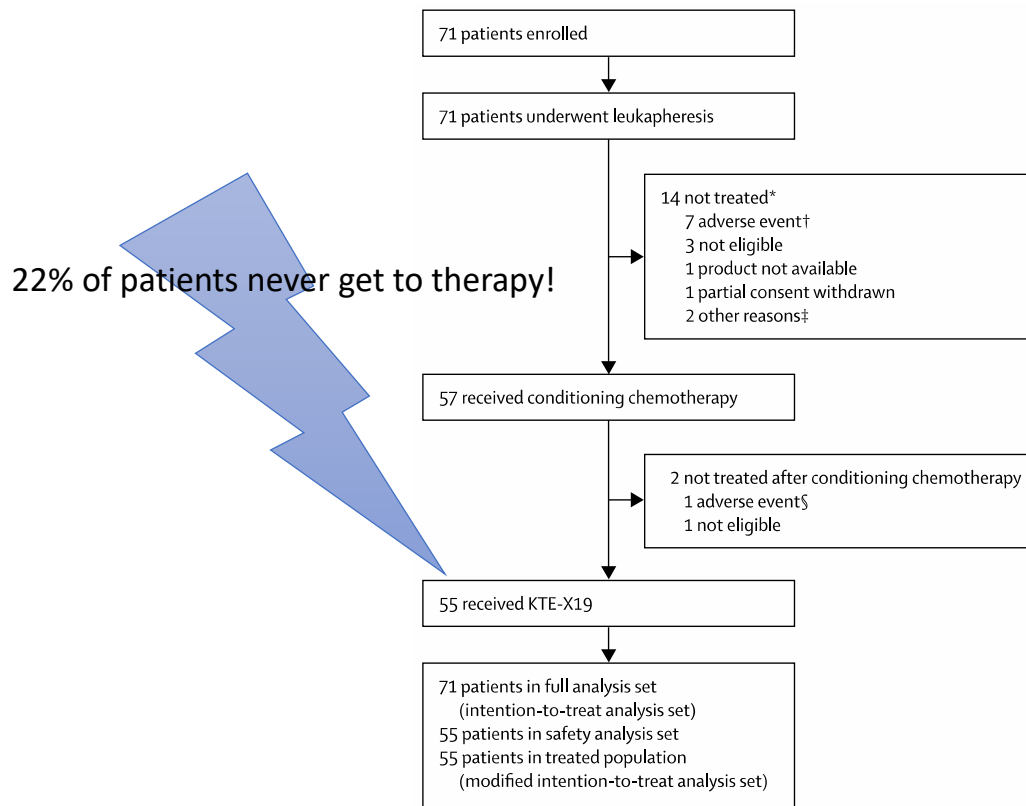 71 patients enrolled
71 patients underwent leukapheresis
14 not treated*
7 adverse event†
3 not eligible
1 product not available
1 partial consent withdrawn
2 other reasons‡
22% of patients never get to therapy!
57 received conditioning chemotherapy
2 not treated after conditioning chemotherapy
1 adverse event§
1 not eligible
55 received KTE-X19
71 patients in full analysis set
(intention-to-treat analysis set)
55 patients in safety analysis set
55 patients in treated population
(modified intention-to-treat analysis set)